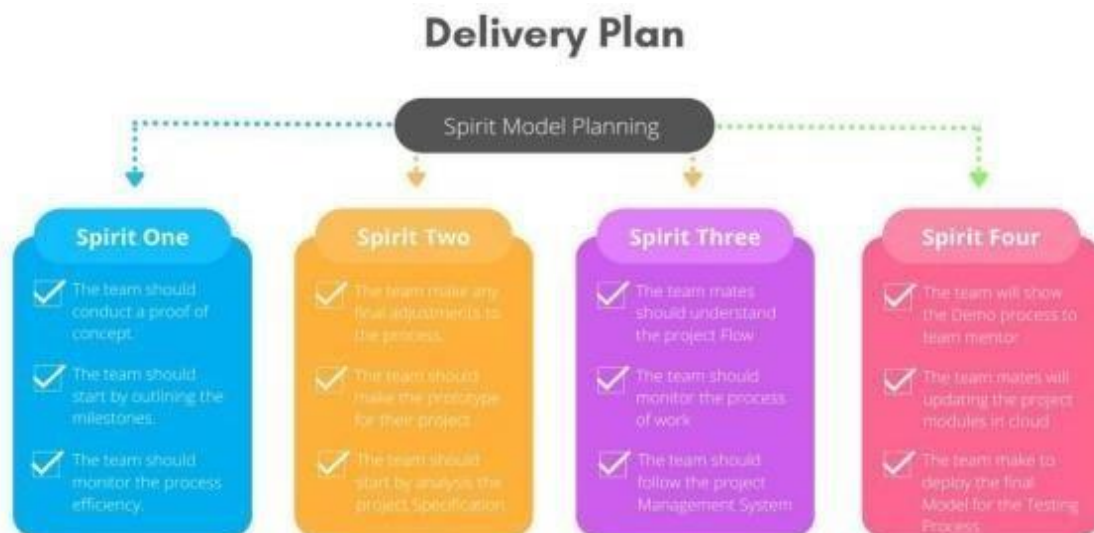 Delivery Plan
Spirit Model Planning
Spirit One
The team should
conduct a proof of
concept.
The team should
start by outlining the
milestones.
The team should
monitor the process
efficiency.
Spirit Two
The team make any
final adjustments to
the process.
The team should
make the prototype
for their project
The team should
start by analysis the
project Specification
Spirit Three
The team mates
should understand
the project Flow
The team should
monitor the process
of work
The team should
follow the project
Management System
Spirit Four
The team will show
the Demo process to
team mentor
The team mates will
updating the project
modules in cloud
The team make to
deploy the final
Model for the Testing
Process